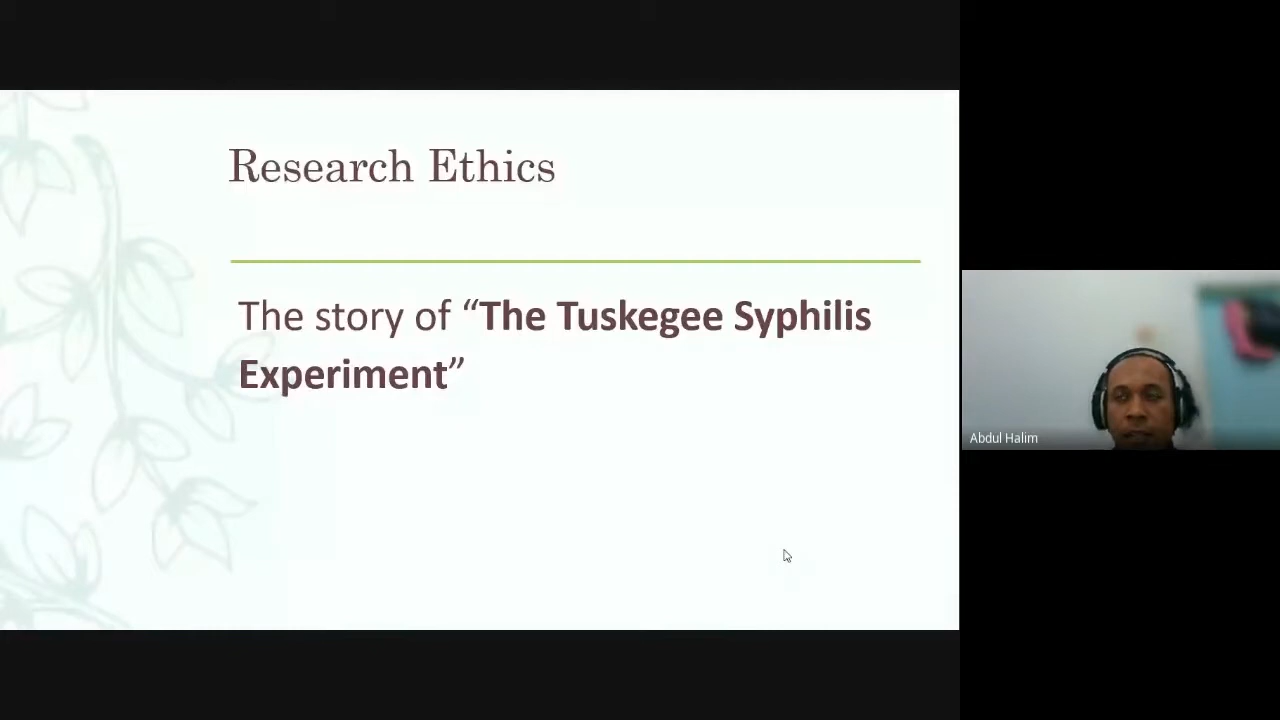 Research Ethics
The story of “The Tuskegee Syphilis
Experiment”
Abdul Halim